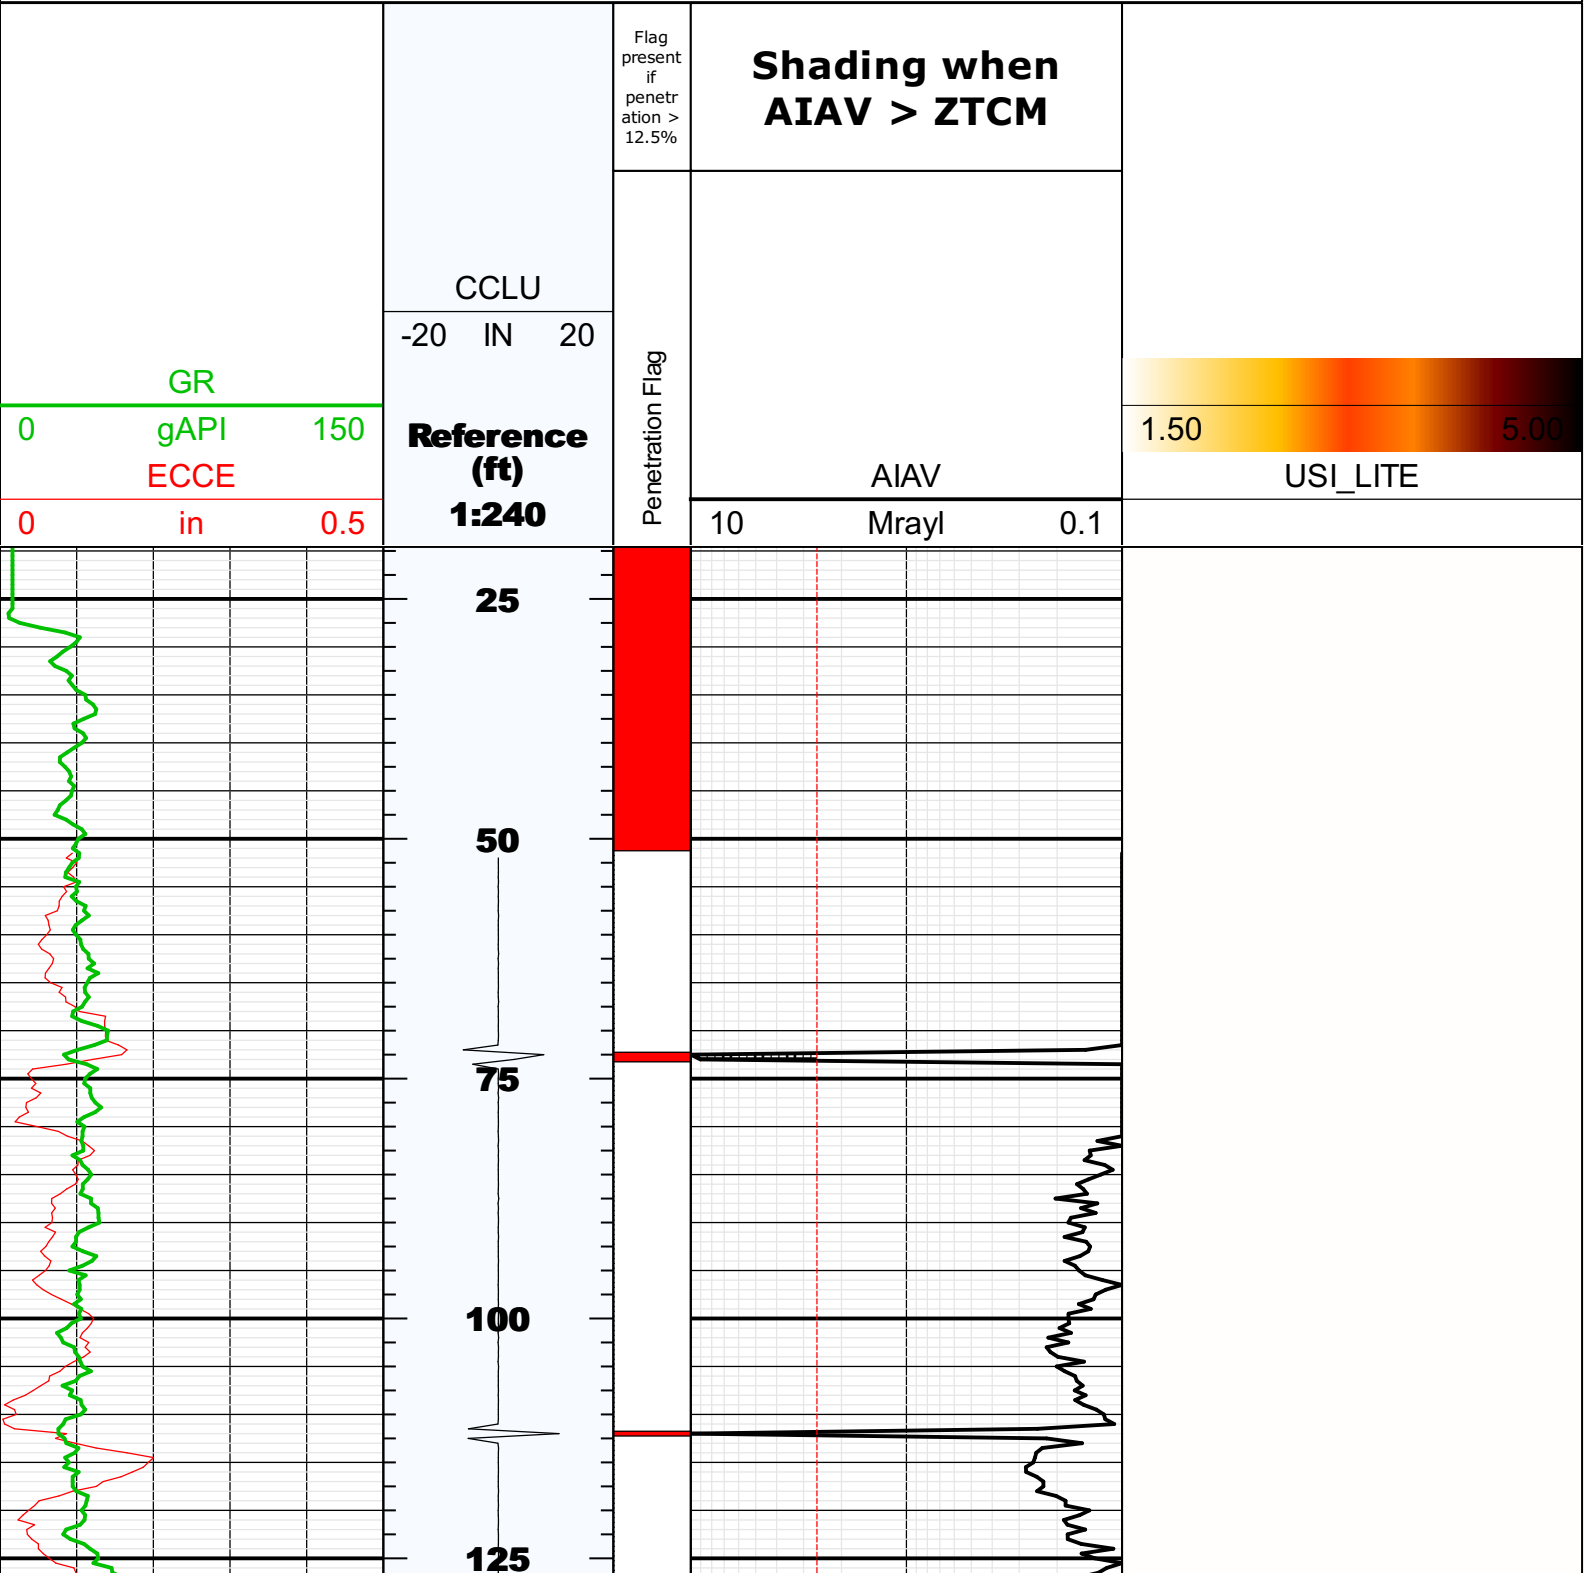 Flag
present
if
penetr
ation >
12.5%
Shading when
AIAV > ZTCM
CCLU
-20 IN 20
GR
0 gAPI 150
ECCE
0 in 0.5
Reference
(ft)
1:240
Penetration Flag
AIAV
10 Mrayl 0.1
1.50 5.00
USI_LITE
25
50
75
100
125